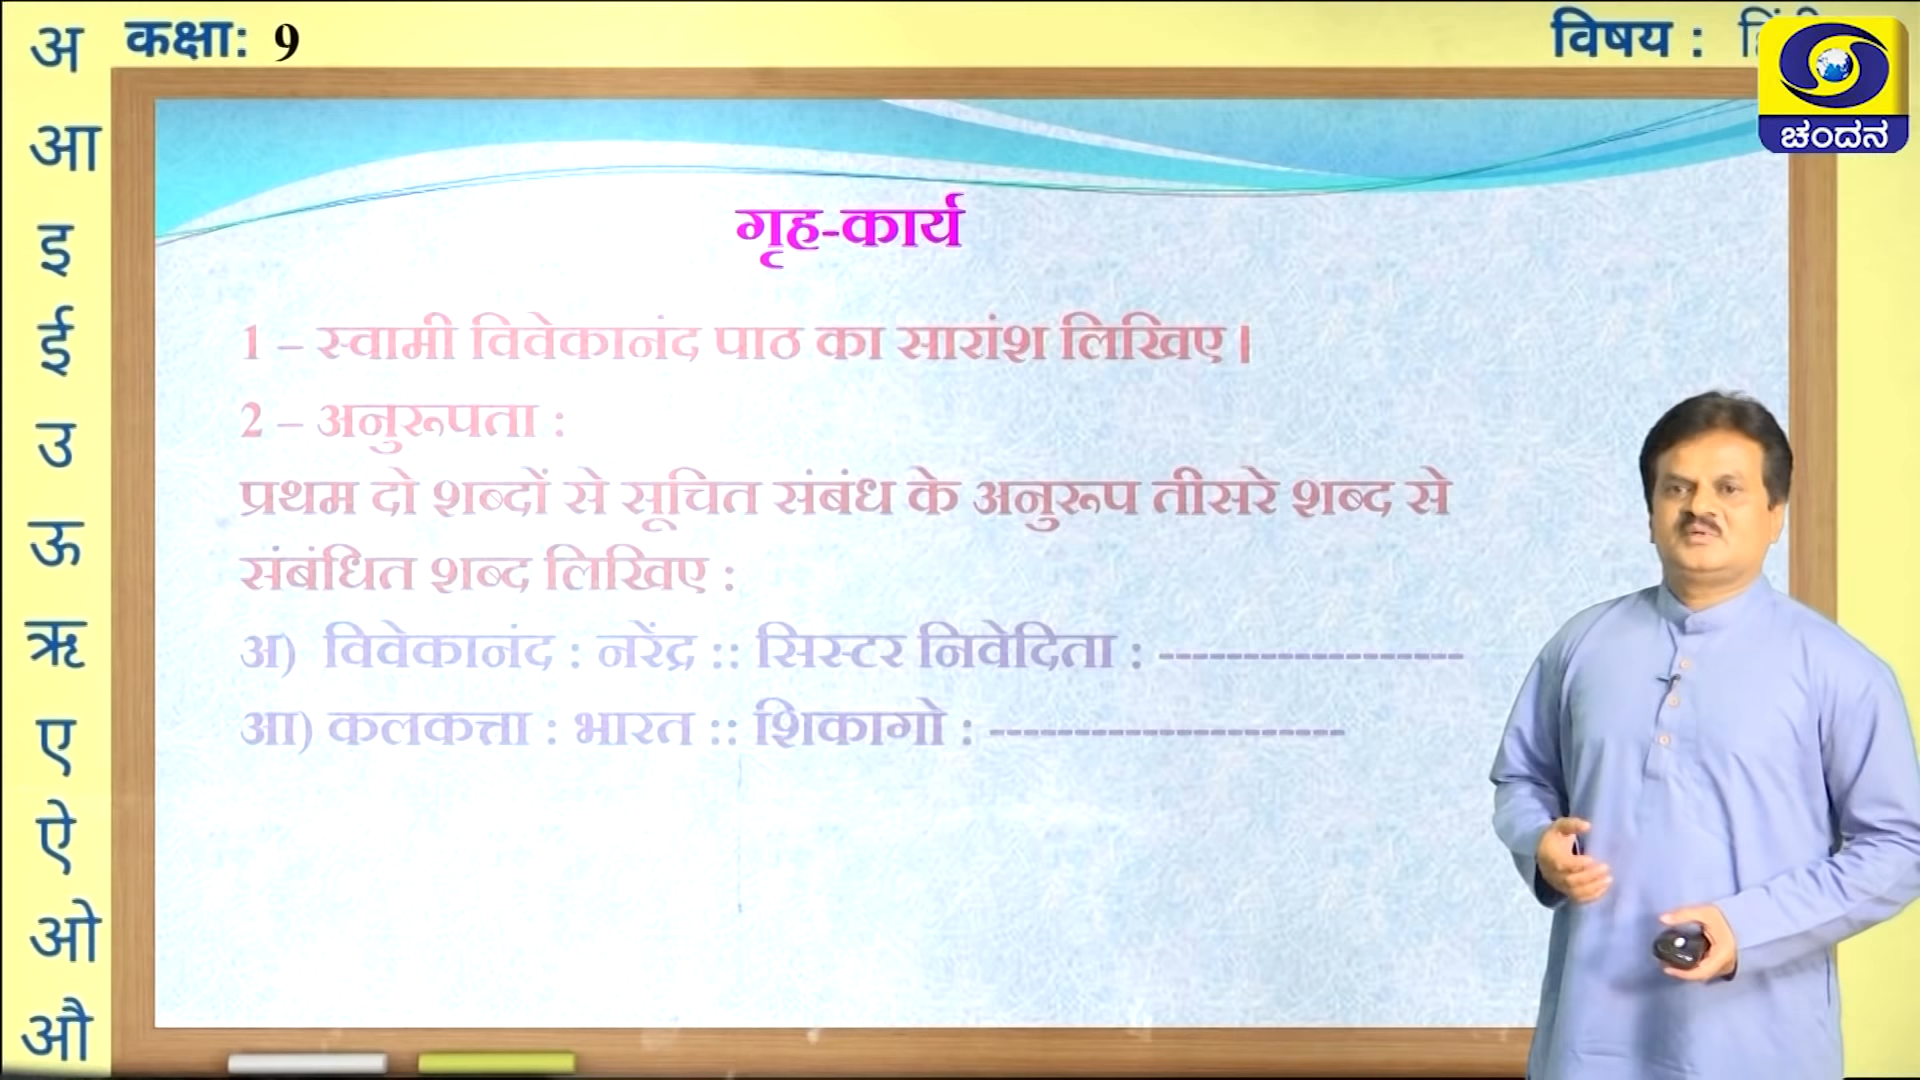 कक्षा: 9
विषय :
ಚಂದನ
अ
आ
इ
ई
उ
ऊ
ऋ
ए
ऐ
ओ
औ
गृह-कार्य
1 – स्वामी विवेकानंद पाठ का सारांश लिखिए।
2 – अनुरूपता :
प्रथम दो शब्दों से सूचित संबंध के अनुरूप तीसरे शब्द से
संबंधित शब्द लिखिए :
अ) विवेकानंद : नरेंद्र :: सिस्टर निवेदिता : ------------------
आ) कलकत्ता : भारत :: शिकागो : ---------------------